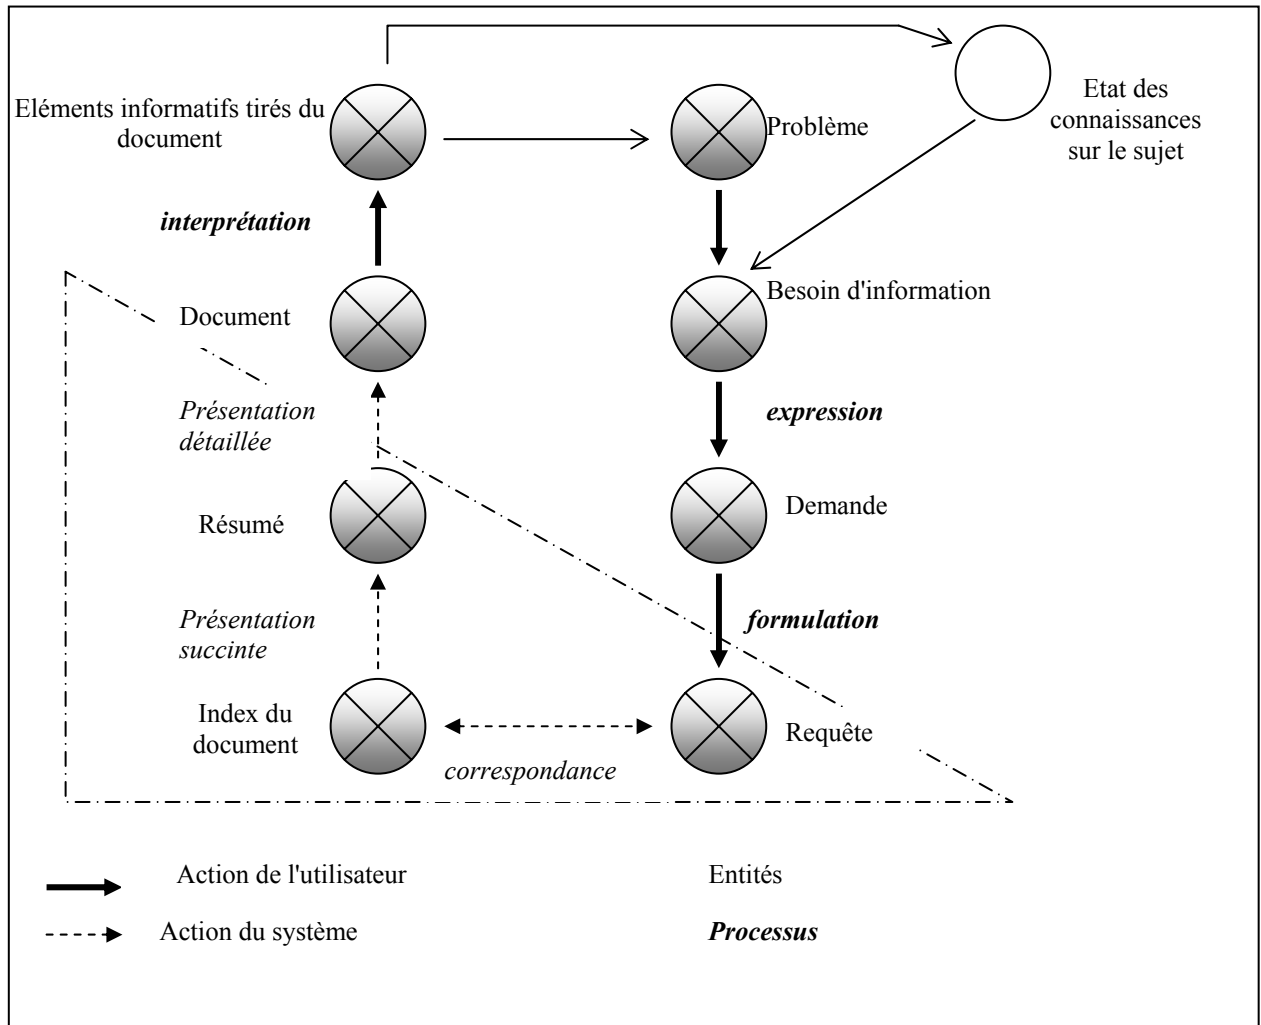 Eléments informatifs tirés du
document
Problème
Etat des
connaissances
sur le sujet
interprétation
Document
Besoin d'information
Présentation
détaillée
expression
Résumé
Demande
Présentation
succinte
formulation
Index du
document
Requête
correspondance
Action de l'utilisateur
Entités
Action du système
Processus